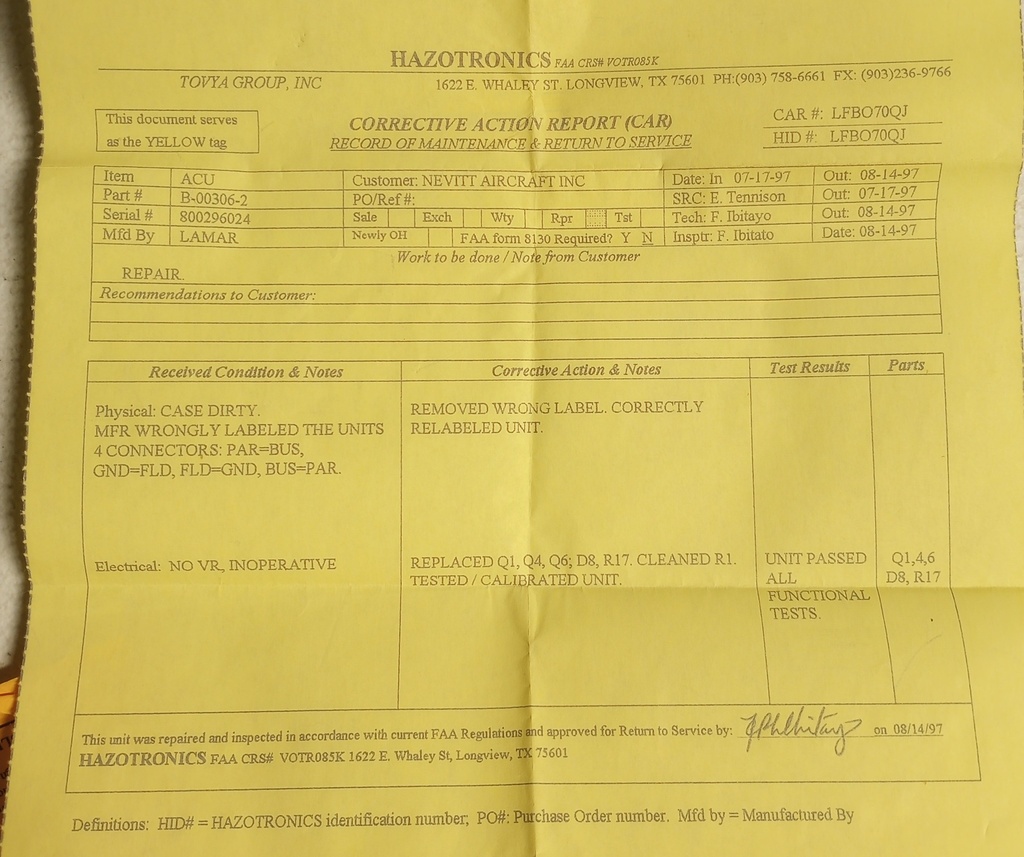 HAZOTRONICS FAA CRS# VOTR085K
TOVYA GROUP, INC 1622 E. WHALEY ST. LONGVIEW, TX 75601 PH:(903) 758-6661 FX: (903)236-9766
This document serves
as the YELLOW tag
CORRECTIVE ACTION REPORT (CAR)
RECORD OF MAINTENANCE & RETURN TO SERVICE
CAR #: LFBO70QJ
HID #: LFBO70QJ
Item ACU Customer: NEVITT AIRCRAFT INC Date: In 07-17-97 Out: 08-14-97
Part # B-00306-2 PO/Ref #: SRC: E. Tennison Out: 07-17-97
Serial # 800296024 Sale Exch Wty Rpr Tst Tech: F. Ibitayo Out: 08-14-97
Mfd By LAMAR Newly OH FAA form 8130 Required? Y N Insptr: F. Ibitato Date: 08-14-97
Work to be done / Note from Customer
REPAIR.
Recommendations to Customer:
Received Condition & Notes Corrective Action & Notes Test Results Parts
Physical: CASE DIRTY. REMOVED WRONG LABEL. CORRECTLY
MFR WRONGLY LABELED THE UNITS RELABELED UNIT.
4 CONNECTORS: PAR=BUS,
GND=FLD, FLD=GND, BUS=PAR.
Electrical: NO VR, INOPERATIVE REPLACED Q1, Q4, Q6; D8, R17. CLEANED R1. UNIT PASSED Q1,4,6
TESTED / CALIBRATED UNIT. ALL D8, R17
FUNCTIONAL
TESTS.
This unit was repaired and inspected in accordance with current FAA Regulations and approved for Return to Service by: on 08/14/97
HAZOTRONICS FAA CRS# VOTR085K 1622 E. Whaley St, Longview, TX 75601
Definitions: HID# = HAZOTRONICS identification number; PO#: Purchase Order number. Mfd by = Manufactured By